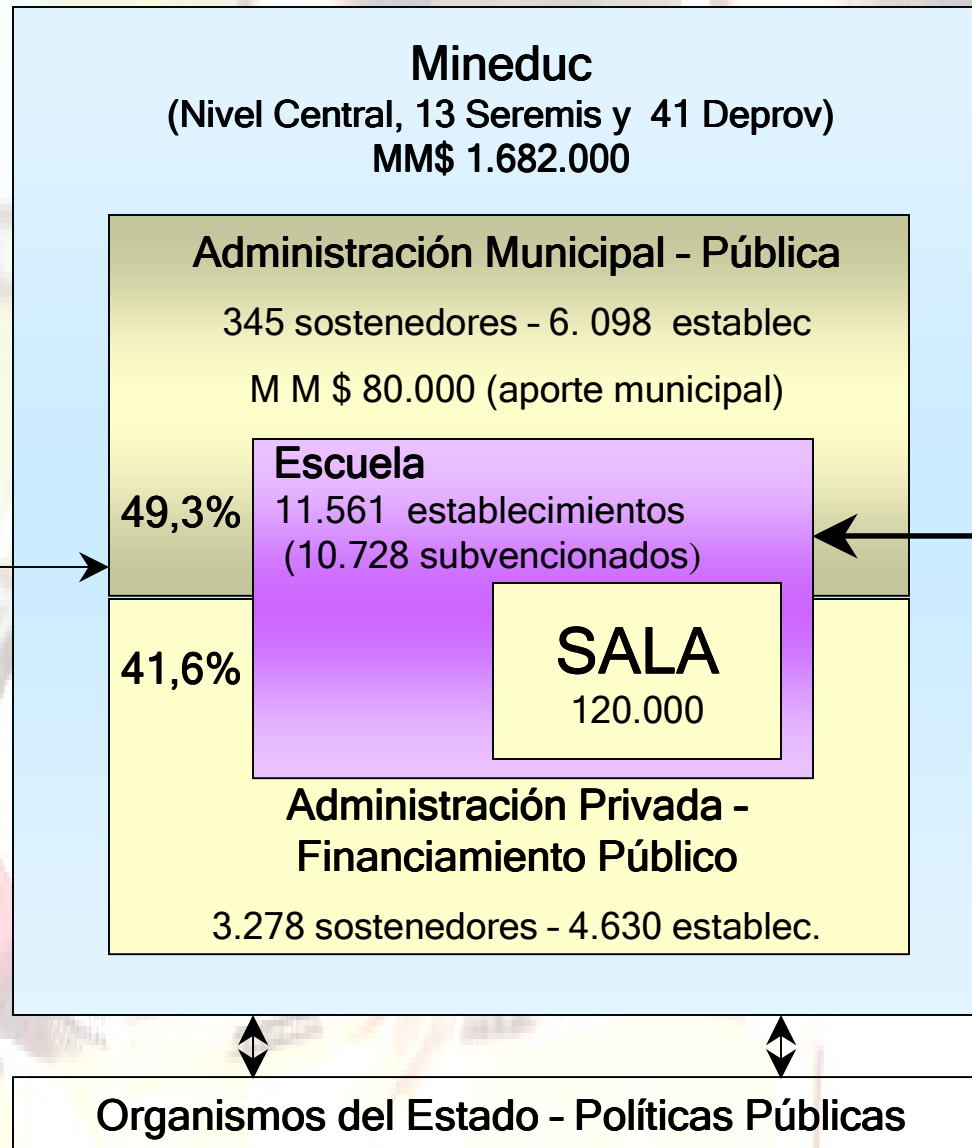 Mineduc
(Nivel Central, 13 Seremis y 41 Deprov)
MM$ 1.682.000
Administración Municipal - Pública
345 sostenedores - 6. 098 establec
M M $ 80.000 (aporte municipal)
Escuela
49,3%
11.561 establecimientos
(10.728 subvencionados)
41,6%
SALA
120.000
Administración Privada -
Financiamiento Público
3.278 sostenedores - 4.630 establec.
Organismos del Estado - Políticas Públicas